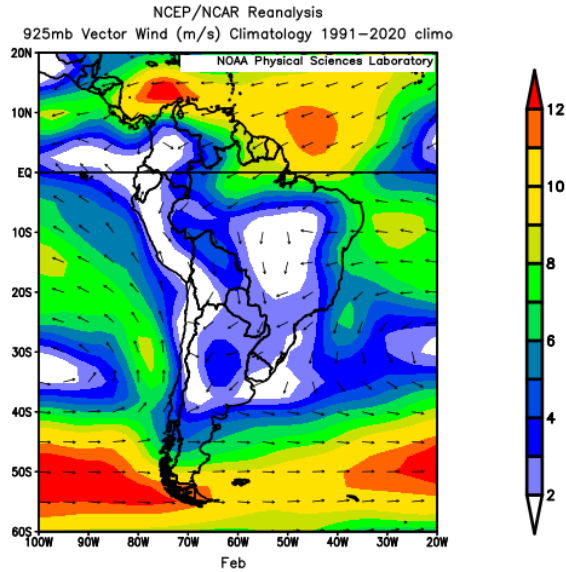 NCEP/NCAR Reanalysis
925mb Vector Wind (m/s) Climatology 1991−2020 climo
NOAA Physical Sciences Laboratory
20N
10N
EQ
10S
20S
30S
40S
50S
60S
100W 90W 80W 70W 60W 50W 40W 30W 20W
Feb
12
10
8
6
4
2